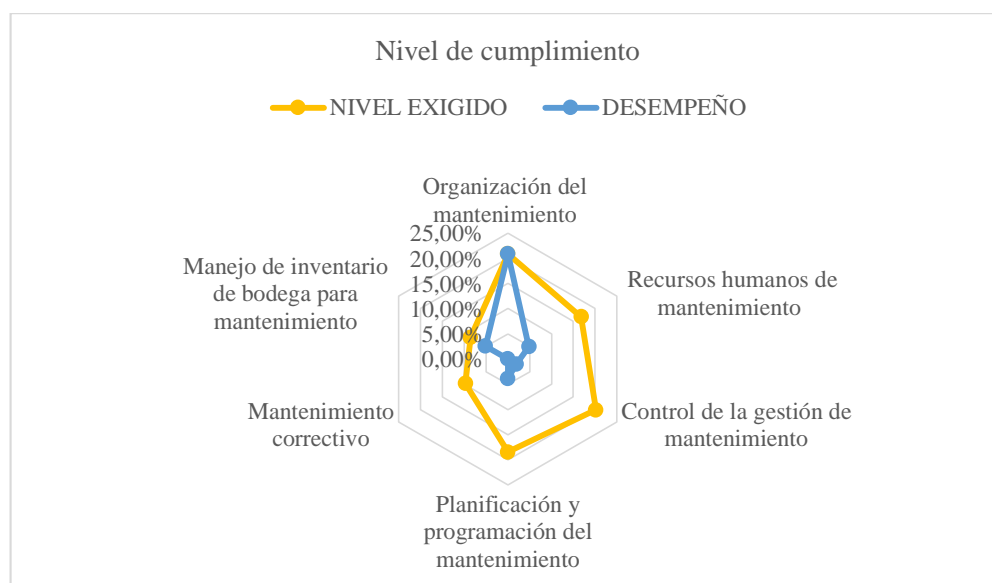 Nivel de cumplimiento
NIVEL EXIGIDO
DESEMPEÑO
Organización del
mantenimiento
25,00%
20,00%
15,00%
10,00%
5,00%
0,00%
Recursos humanos de
mantenimiento
Control de la gestión de
mantenimiento
Planificación y
programación del
mantenimiento
Mantenimiento
correctivo
Manejo de inventario
de bodega para
mantenimiento